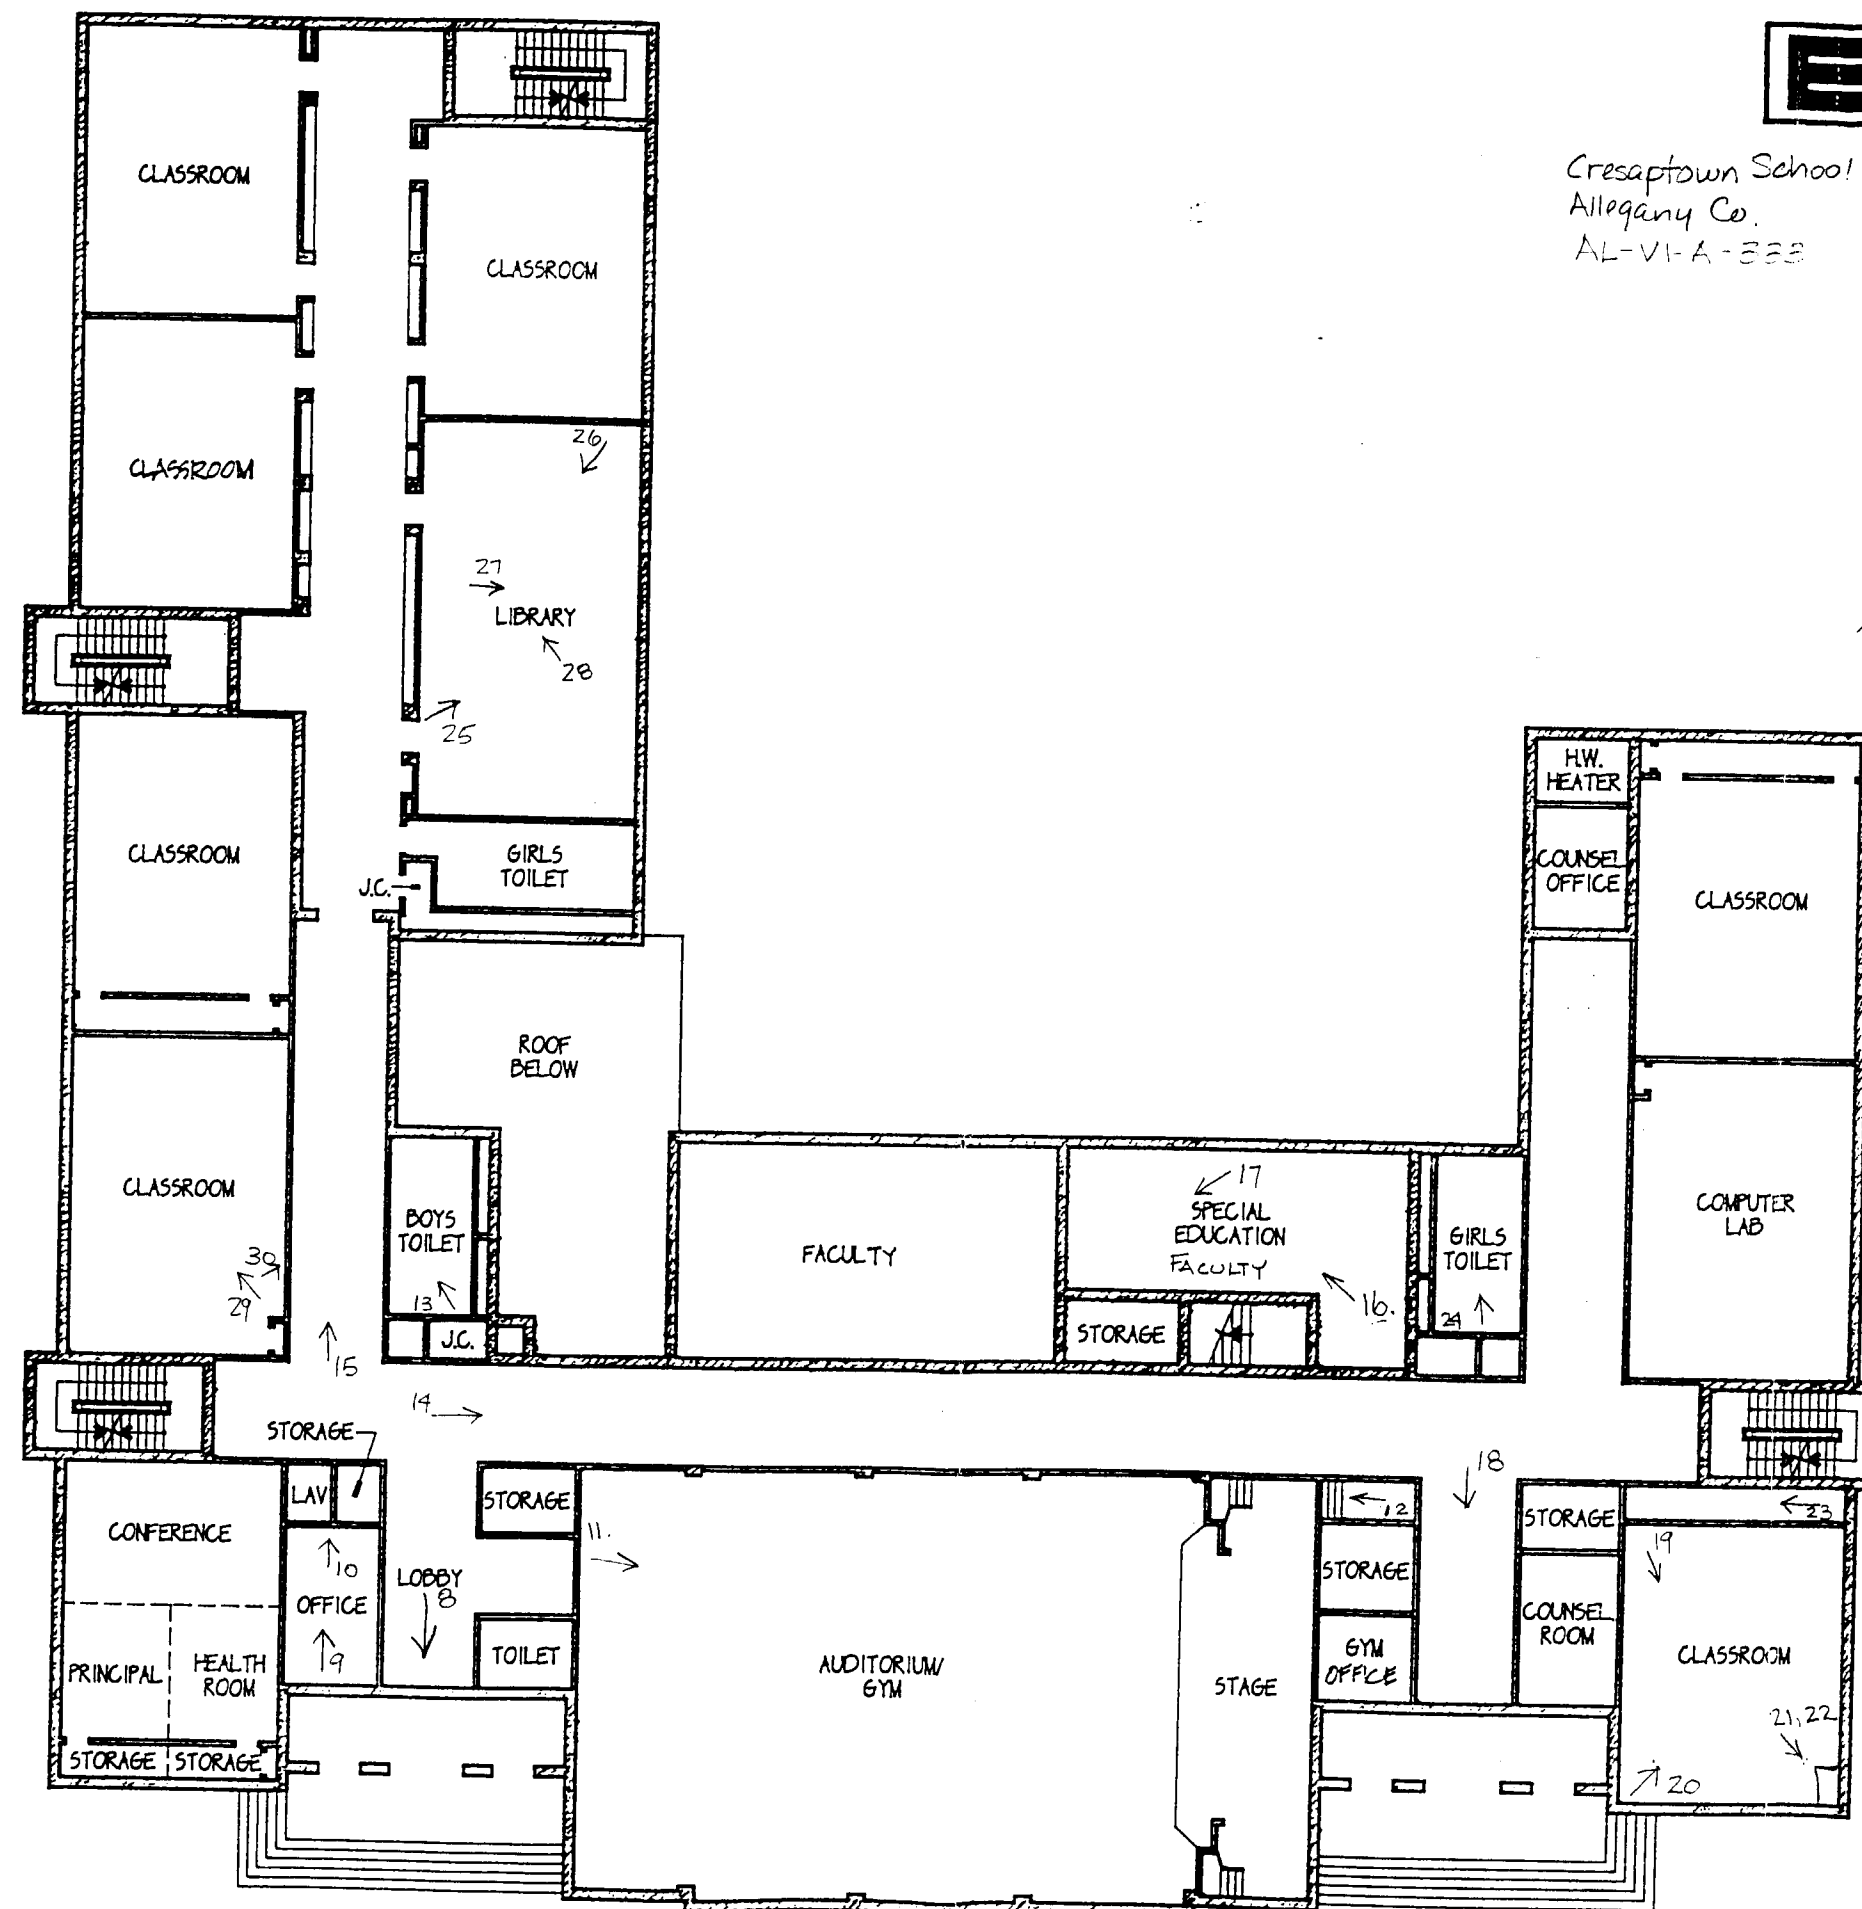 Cresaptown School
Allegany Co.
AL-VI-A-333
CLASSROOM
CLASSROOM
CLASSROOM
26
27
LIBRARY
28
25
H.W.
HEATER
CLASSROOM
GIRLS
TOILET
J.C.
COUNSEL
OFFICE
CLASSROOM
ROOF
BELOW
CLASSROOM
BOYS
TOILET
13
J.C.
30
29
15
FACULTY
17
SPECIAL
EDUCATION
FACULTY
16.
STORAGE
GIRLS
TOILET
24
COMPUTER
LAB
14
STORAGE
18
LAV
CONFERENCE
10
OFFICE
9
LOBBY
8
STORAGE
11.
TOILET
PRINCIPAL
HEALTH
ROOM
STORAGE
STORAGE
AUDITORIUM/
GYM
STAGE
12
STORAGE
GYM
OFFICE
STORAGE
COUNSEL
ROOM
23
19
CLASSROOM
21, 22
20